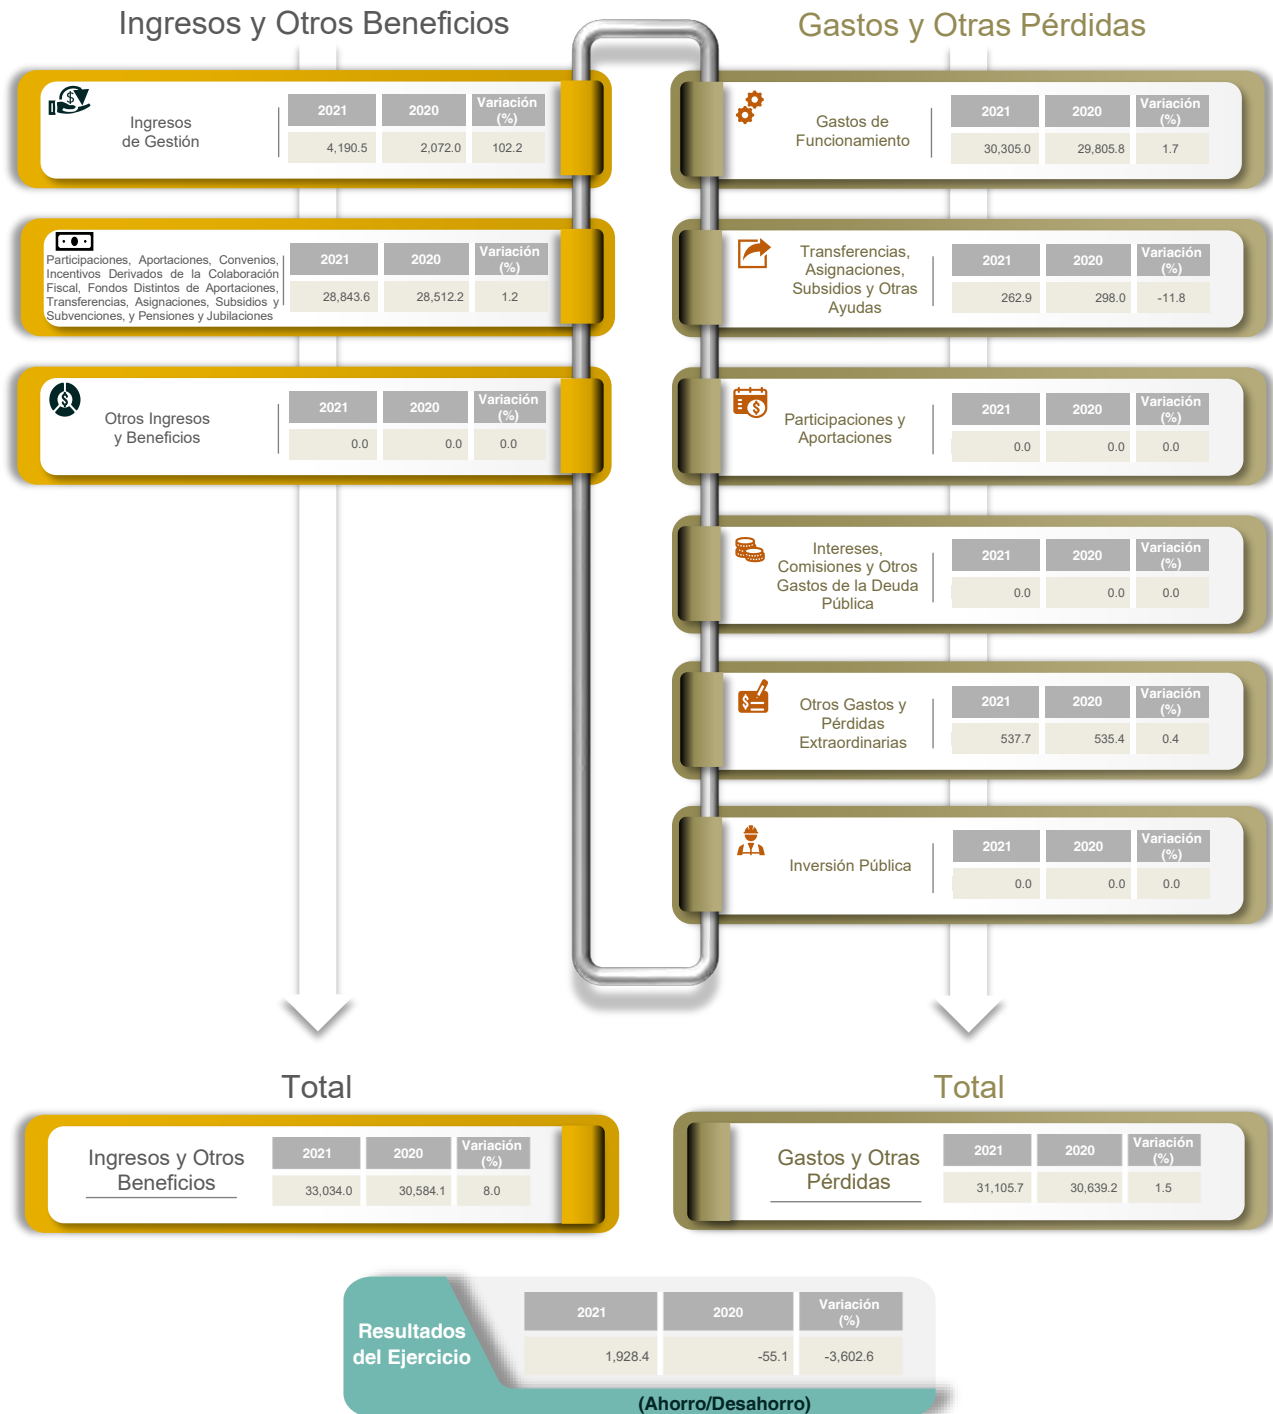 Ingresos y Otros Beneficios
Ingresos
de Gestión
2021 2020 Variación
(%)
4,190.5 2,072.0 102.2
Participaciones, Aportaciones, Convenios,
Incentivos Derivados de la Colaboración
Fiscal, Fondos Distintos de Aportaciones,
Transferencias, Asignaciones, Subsidios y
Subvenciones, y Pensiones y Jubilaciones
2021 2020 Variación
(%)
28,843.6 28,512.2 1.2
Otros Ingresos
y Beneficios
2021 2020 Variación
(%)
0.0 0.0 0.0
Gastos y Otras Pérdidas
Gastos de
Funcionamiento
2021 2020 Variación
(%)
30,305.0 29,805.8 1.7
Transferencias,
Asignaciones,
Subsidios y Otras
Ayudas
2021 2020 Variación
(%)
262.9 298.0 -11.8
Participaciones y
Aportaciones
2021 2020 Variación
(%)
0.0 0.0 0.0
Intereses,
Comisiones y Otros
Gastos de la Deuda
Pública
2021 2020 Variación
(%)
0.0 0.0 0.0
Otros Gastos y
Pérdidas
Extraordinarias
2021 2020 Variación
(%)
537.7 535.4 0.4
Inversión Pública
2021 2020 Variación
(%)
0.0 0.0 0.0
Total
Ingresos y Otros
Beneficios
2021 2020 Variación
(%)
33,034.0 30,584.1 8.0
Total
Gastos y Otras
Pérdidas
2021 2020 Variación
(%)
31,105.7 30,639.2 1.5
Resultados
del Ejercicio
2021 2020 Variación
(%)
1,928.4 -55.1 -3,602.6
(Ahorro/Desahorro)